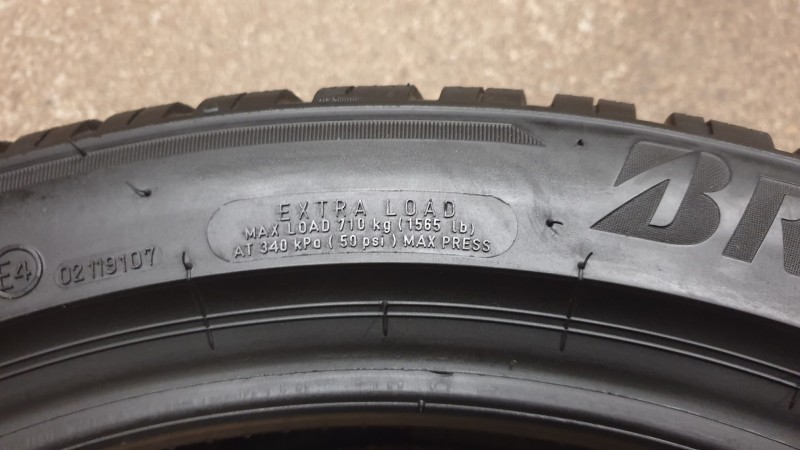 EXTRA LOAD
MAX LOAD 710 kg (1565 lb)
AT 340 kPa (50 psi) MAX PRESS
E4 02119107